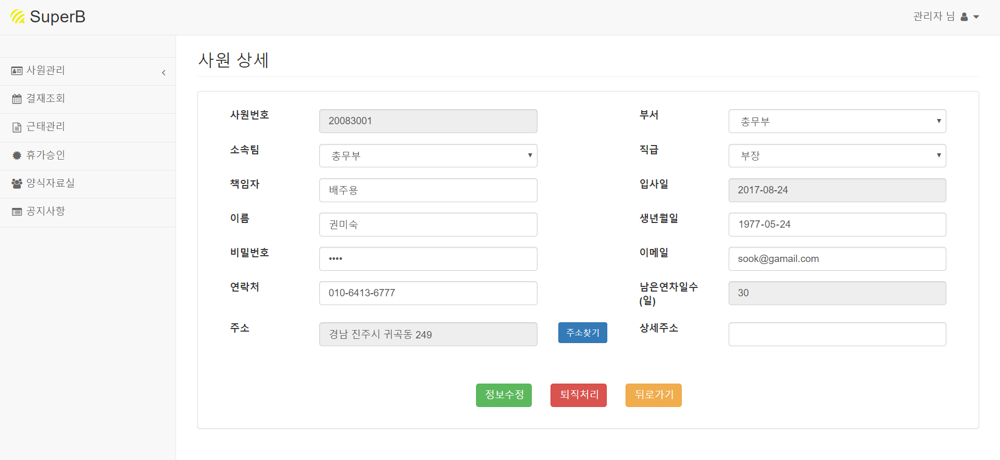 SuperB
관리자 님
사원관리
결재조회
근태관리
휴가승인
양식자료실
공지사항
사원 상세
사원번호
20083001
부서
총무부
소속팀
총무부
직급
부장
책임자
배주용
입사일
2017-08-24
이름
권미숙
생년월일
1977-05-24
비밀번호
••••
이메일
sook@gamail.com
연락처
010-6413-6777
남은연차일수
(일)
30
주소
경남 진주시 귀곡동 249
주소찾기
상세주소
정보수정
퇴직처리
뒤로가기